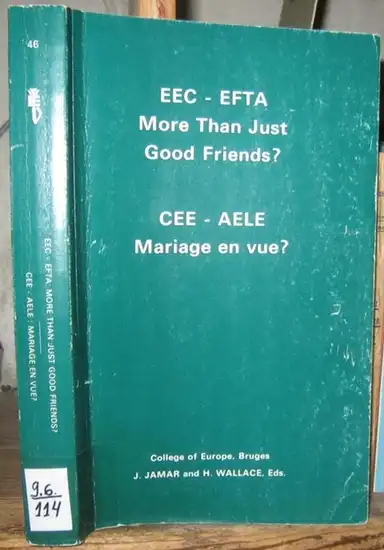 46
EEC - EFTA: MORE THAN JUST GOOD FRIENDS?
CEE - AELE : MARIAGE EN VUE?
9.6.
114
EEC - EFTA
More Than Just
Good Friends?
CEE - AELE
Mariage en vue?
College of Europe, Bruges
J. JAMAR and H. WALLACE, Eds.